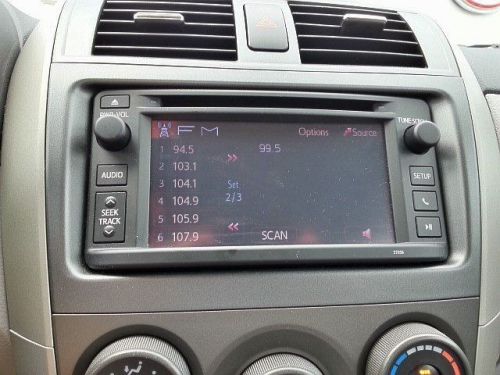 PWR·VOL
TUNE·SCROLL
FM
Options
Source
1 94.5
99.5
2 103.1
3 104.1
Set
4 104.9
2/3
5 105.9
6 107.9
SCAN
AUDIO
SEEK
TRACK
SETUP